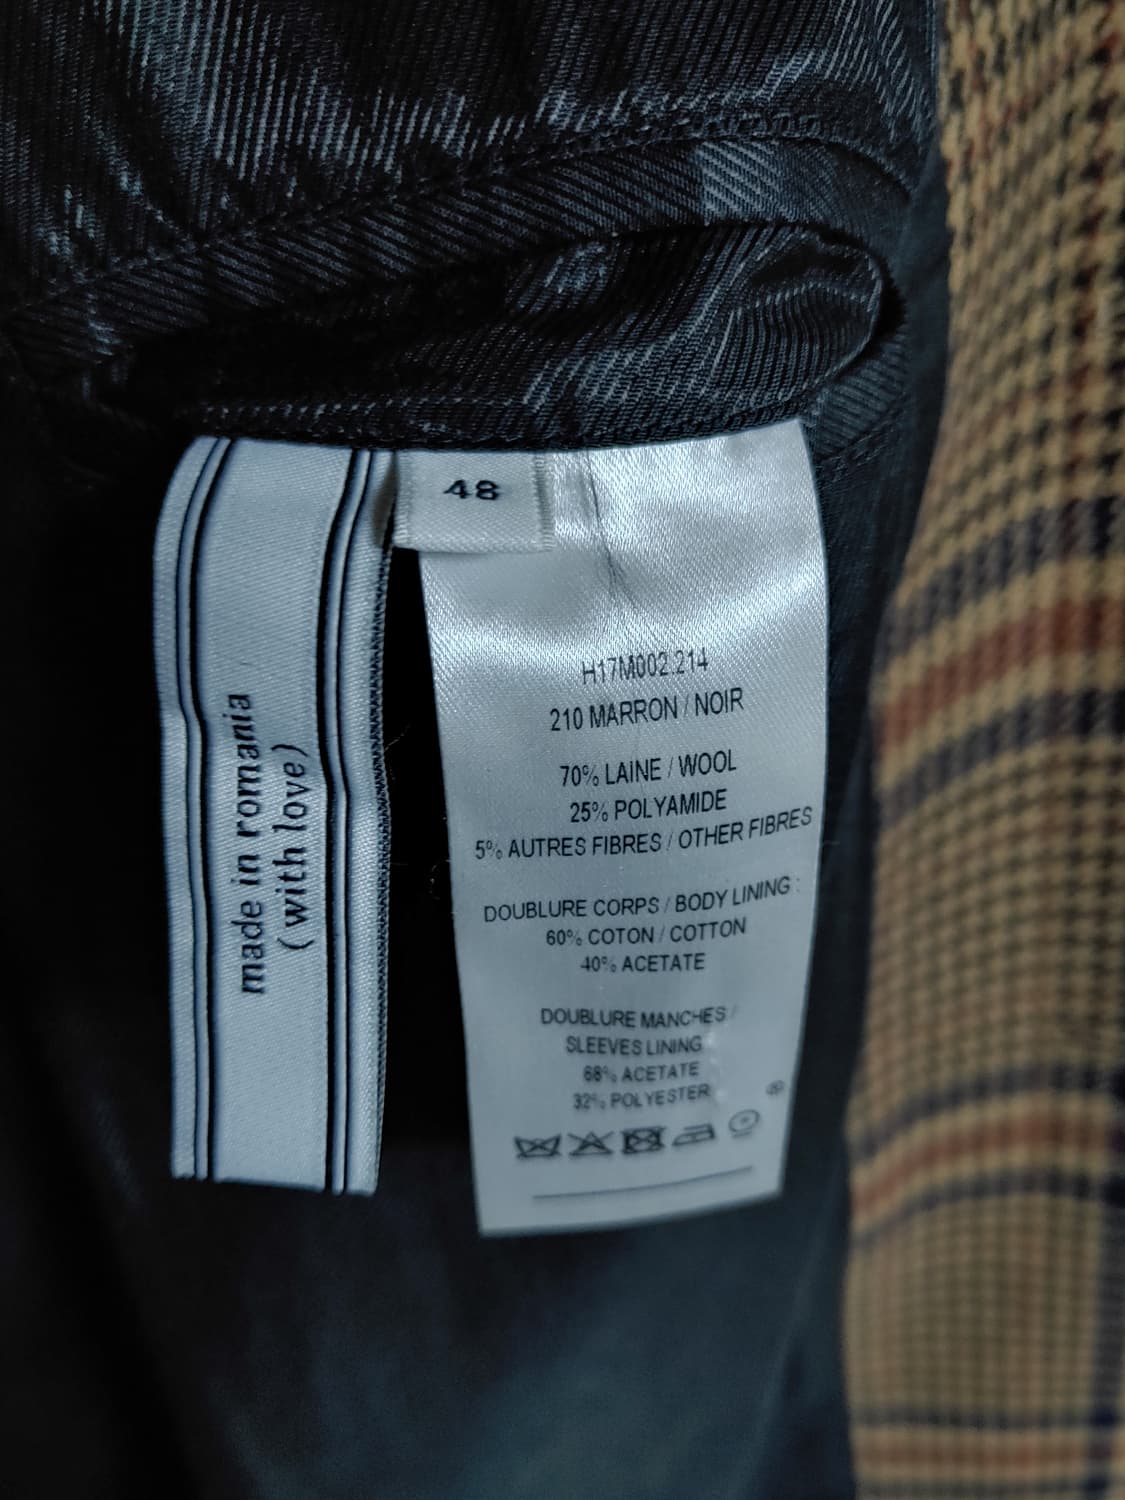 made in romania
(with love)
48
H17M002.214
210 MARRON / NOIR
70% LAINE / WOOL
25% POLYAMIDE
5% AUTRES FIBRES / OTHER FIBRES
DOUBLURE CORPS / BODY LINING :
60% COTON / COTTON
40% ACETATE
DOUBLURE MANCHES /
SLEEVES LINING
68% ACETATE
32% POLYESTER